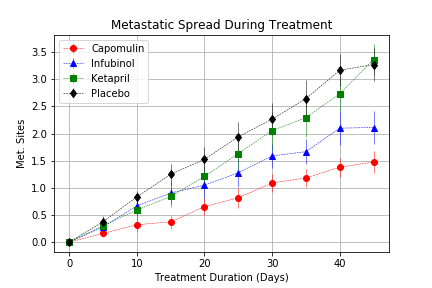 Metastatic Spread During Treatment
Capomulin
Infubinol
Ketapril
Placebo
3.5
3.0
2.5
2.0
1.5
1.0
0.5
0.0
Met. Sites
0
10
20
30
40
Treatment Duration (Days)